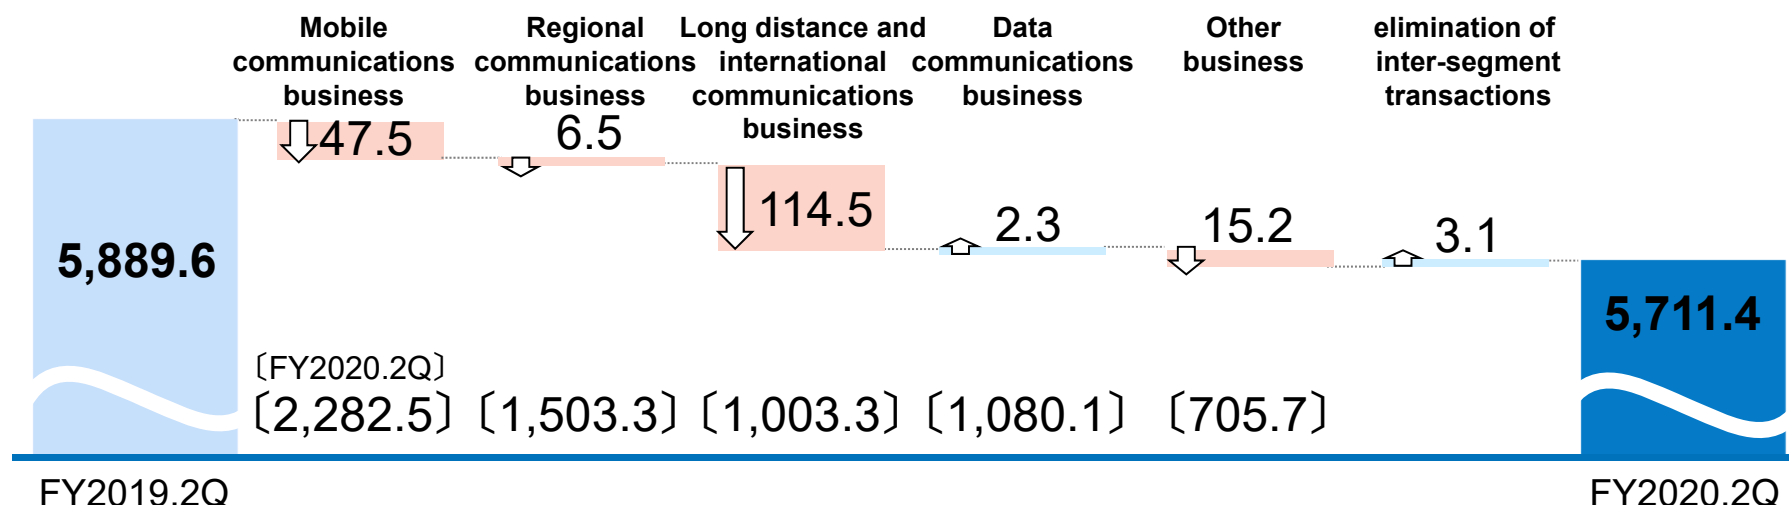 Mobile
communications
business
Regional
communications
business
Long distance and
international
communications
business
Data
communications
business
Other
business
elimination of
inter-segment
transactions
47.5
6.5
114.5
2.3
15.2
3.1
5,889.6
5,711.4
〔FY2020.2Q〕
〔2,282.5〕 〔1,503.3〕 〔1,003.3〕 〔1,080.1〕 〔705.7〕
FY2019.2Q
FY2020.2Q